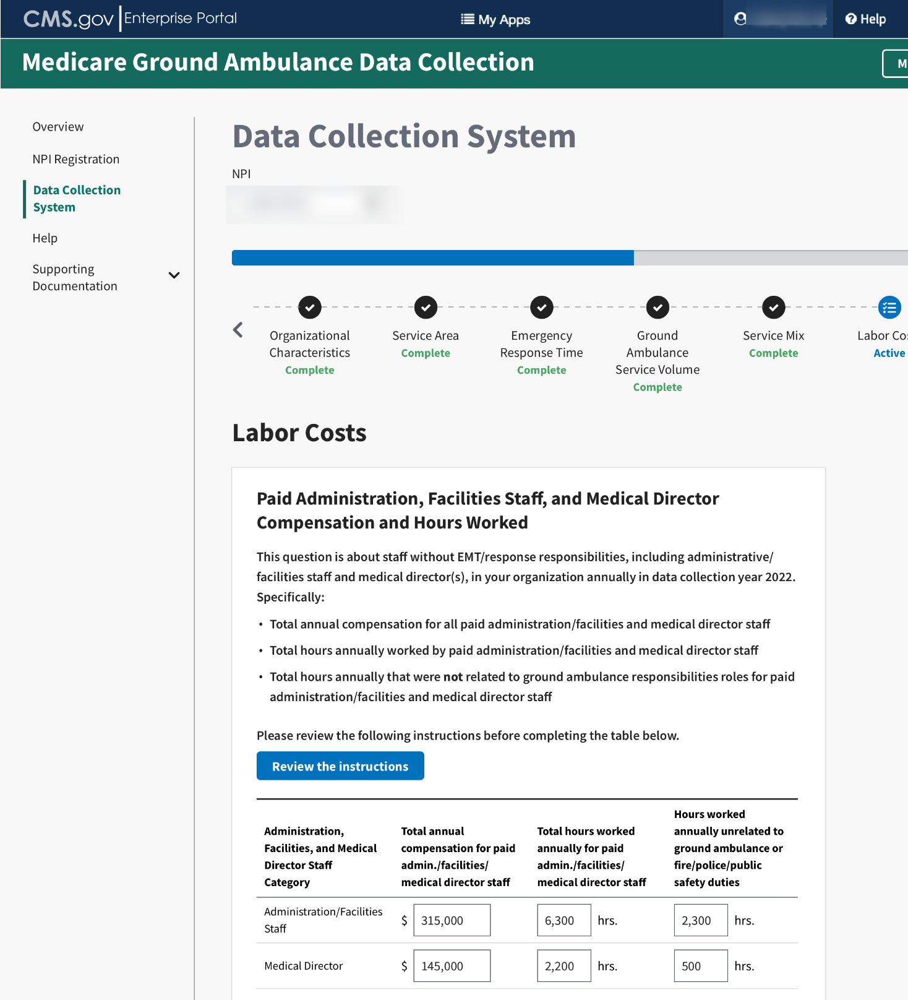 CMS.gov Enterprise Portal
My Apps
Help
Medicare Ground Ambulance Data Collection
M
Overview
NPI Registration
Data Collection
System
Help
Supporting
Documentation
Data Collection System
NPI
Organizational
Characteristics
Complete
Service Area
Complete
Emergency
Response Time
Complete
Ground
Ambulance
Service Volume
Complete
Service Mix
Complete
Labor Cos
Active
Labor Costs
Paid Administration, Facilities Staff, and Medical Director
Compensation and Hours Worked
This question is about staff without EMT/response responsibilities, including administrative/
facilities staff and medical director(s), in your organization annually in data collection year 2022.
Specifically:
• Total annual compensation for all paid administration/facilities and medical director staff
• Total hours annually worked by paid administration/facilities and medical director staff
• Total hours annually that were not related to ground ambulance responsibilities roles for paid
administration/facilities and medical director staff
Please review the following instructions before completing the table below.
Review the instructions
Administration,
Facilities, and Medical
Director Staff
Category
Total annual
compensation for paid
admin./facilities/
medical director staff
Total hours worked
annually for paid
admin./facilities/
medical director staff
Hours worked
annually unrelated to
ground ambulance or
fire/police/public
safety duties
Administration/Facilities
Staff
$ 315,000
6,300 hrs.
2,300 hrs.
Medical Director
$ 145,000
2,200 hrs.
500 hrs.